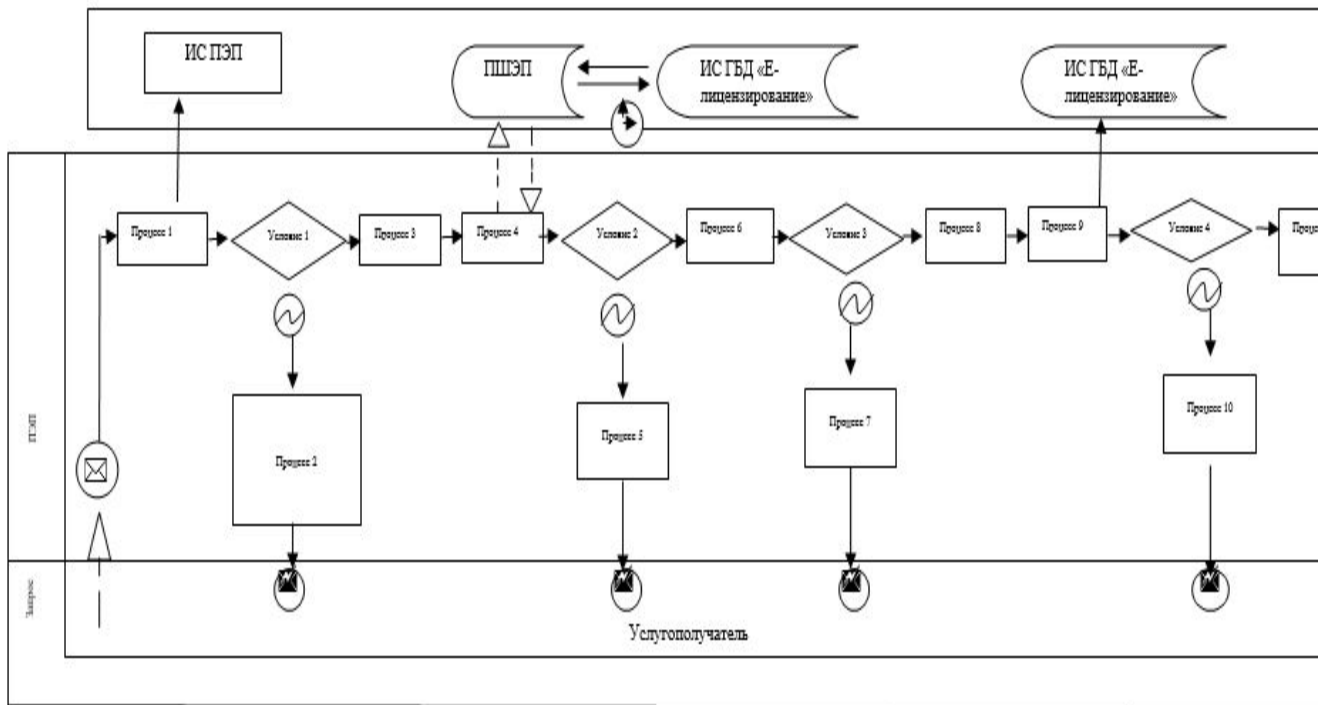 ИС ПЭП
ПШЭП
ИС ГБД «Е-
лицензирование»
ИС ГБД «Е-
лицензирование»
Процесс 1
Условие 1
Процесс 3
Процесс 4
Условие 2
Процесс 6
Условие 3
Процесс 8
Процесс 9
Условие 4
Процесс 2
Процесс 5
Процесс 7
Процесс 10
Услугополучатель